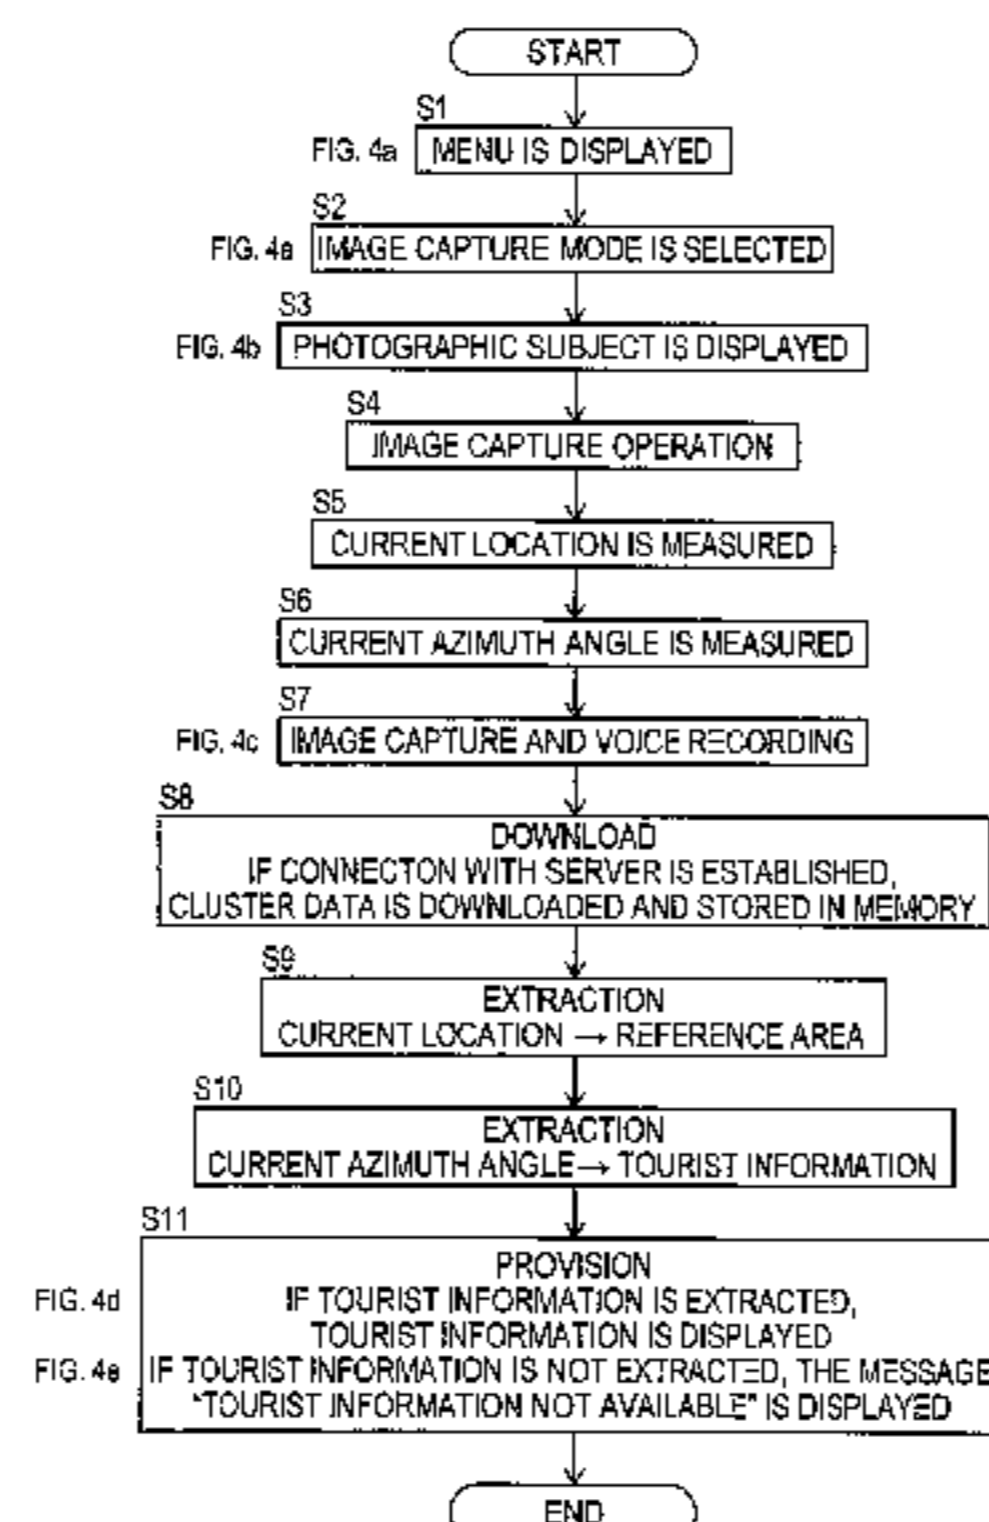 START
S1
FIG. 4a MENU IS DISPLAYED
S2
FIG. 4a IMAGE CAPTURE MODE IS SELECTED
S3
FIG. 4b PHOTOGRAPHIC SUBJECT IS DISPLAYED
S4
IMAGE CAPTURE OPERATION
S5
CURRENT LOCATION IS MEASURED
S6
CURRENT AZIMUTH ANGLE IS MEASURED
S7
FIG. 4c IMAGE CAPTURE AND VOICE RECORDING
S8
DOWNLOAD
IF CONNECTON WITH SERVER IS ESTABLISHED,
CLUSTER DATA IS DOWNLOADED AND STORED IN MEMORY
S9
EXTRACTION
CURRENT LOCATION → REFERENCE AREA
S10
EXTRACTION
CURRENT AZIMUTH ANGLE → TOURIST INFORMATION
S11
PROVISION
FIG. 4d IF TOURIST INFORMATION IS EXTRACTED,
TOURIST INFORMATION IS DISPLAYED
FIG. 4e IF TOURIST INFORMATION IS NOT EXTRACTED, THE MESSAGE
"TOURIST INFORMATION NOT AVAILABLE" IS DISPLAYED
END